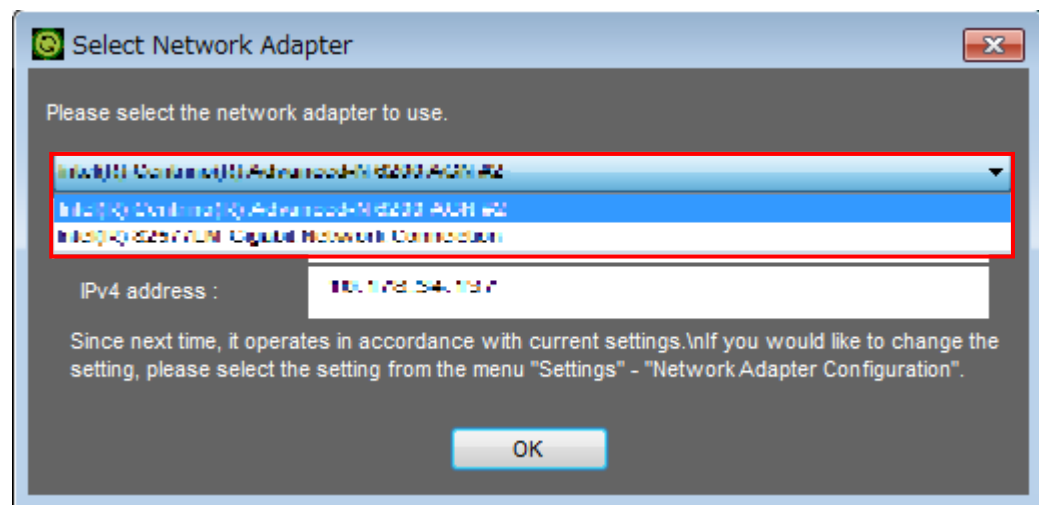 Select Network Adapter
Please select the network adapter to use.
Network Connection
IPv4 address :
Since next time, it operates in accordance with current settings.\nIf you would like to change the
setting, please select the setting from the menu "Settings" - "Network Adapter Configuration".
OK